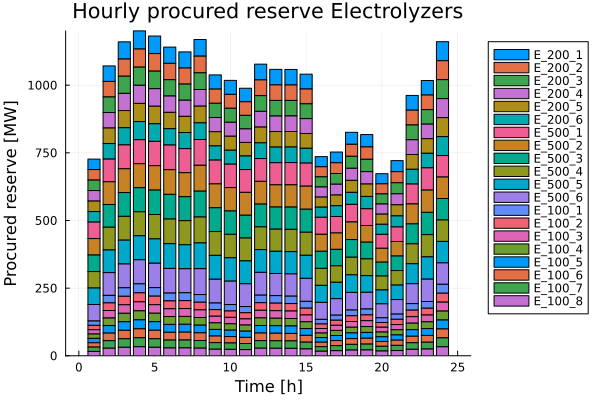 Hourly procured reserve Electrolyzers
Procured reserve [MW]
1000
750
500
250
0
0 5 10 15 20 25
Time [h]
E_200_1
E_200_2
E_200_3
E_200_4
E_200_5
E_200_6
E_500_1
E_500_2
E_500_3
E_500_4
E_500_5
E_500_6
E_100_1
E_100_2
E_100_3
E_100_4
E_100_5
E_100_6
E_100_7
E_100_8